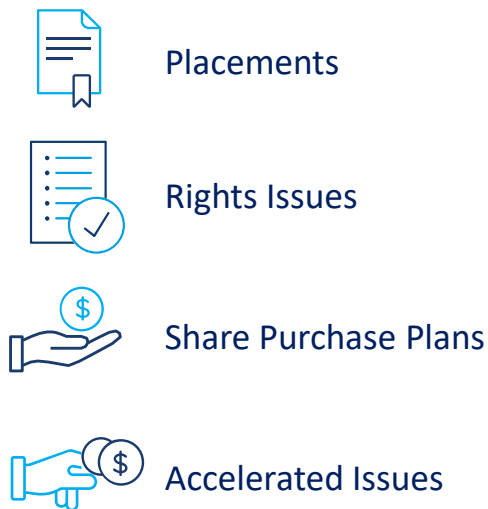 Placements
Rights Issues
$
Share Purchase Plans
$
Accelerated Issues